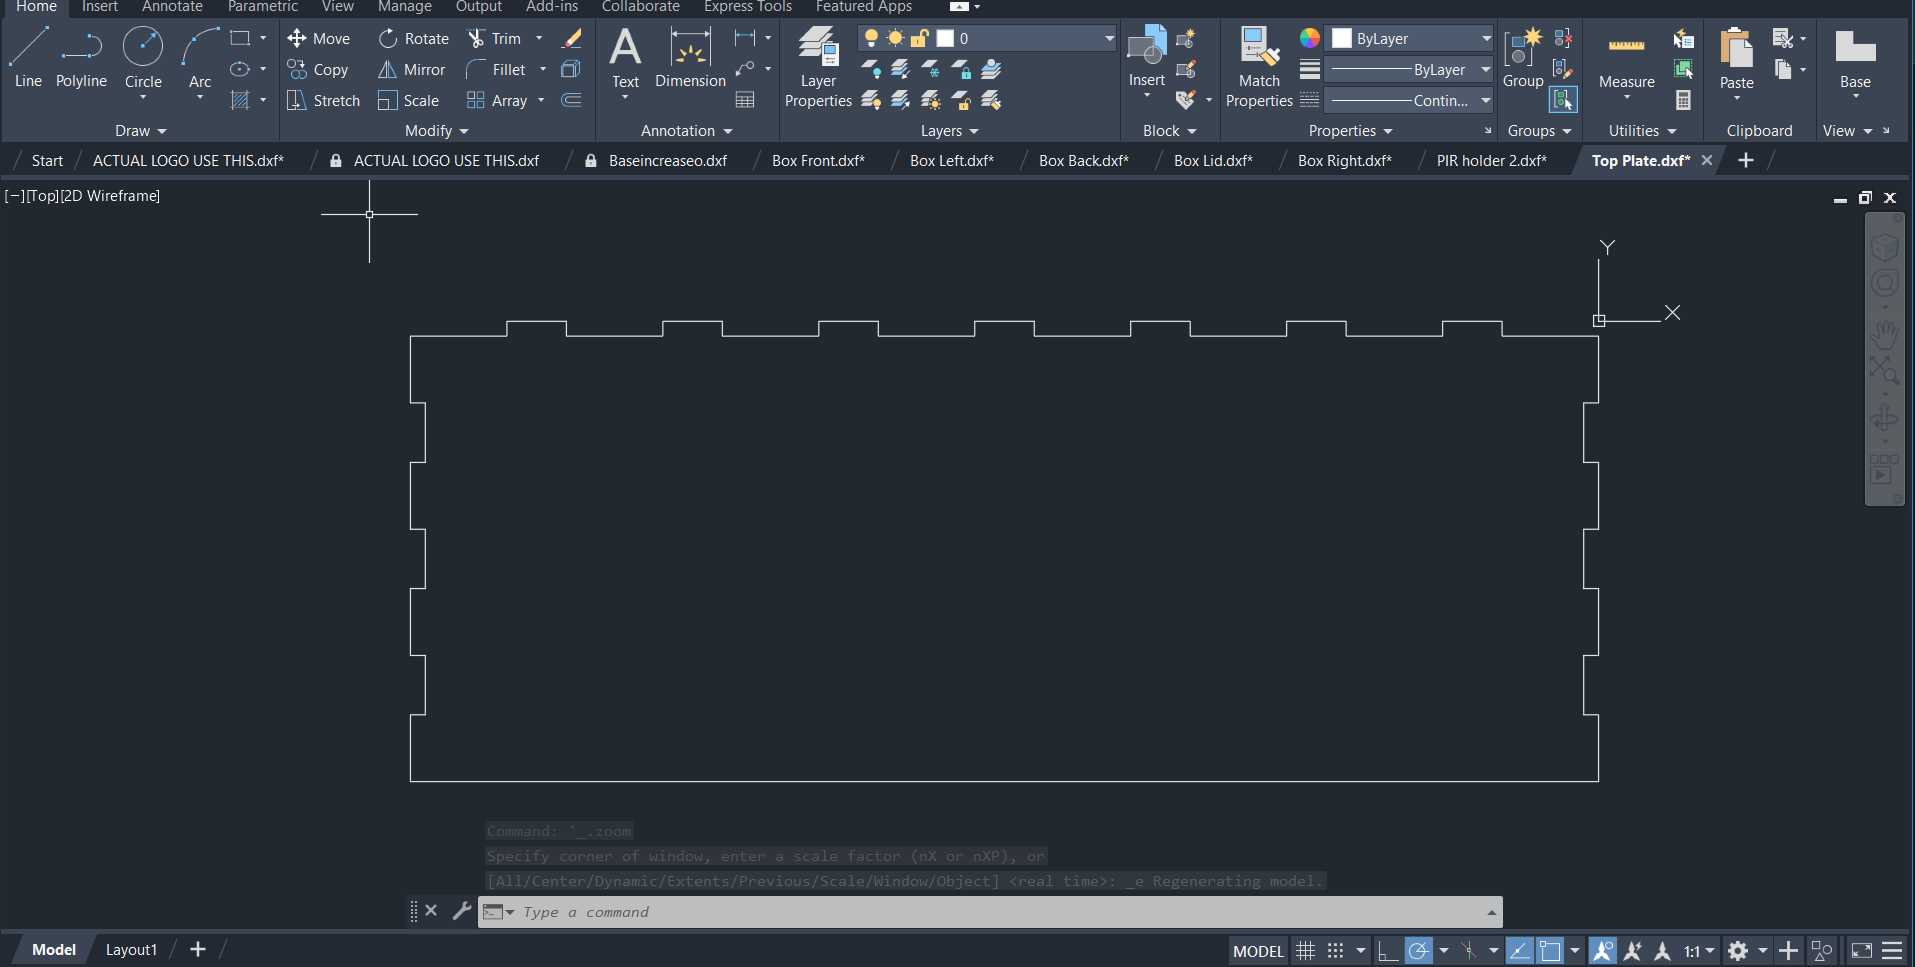 Home Insert Annotate Parametric View Manage Output Add-ins Collaborate Express Tools Featured Apps
Line Polyline Circle Arc
Draw
Move Rotate Trim
Copy Mirror Fillet
Stretch Scale Array
Modify
Text Dimension
Annotation
Layer Properties
0
Layers
Insert
Block
Match Properties
ByLayer
ByLayer
Contin...
Properties
Group
Groups
Measure
Utilities
Paste
Clipboard
Base
View
Start ACTUAL LOGO USE THIS.dxf* ACTUAL LOGO USE THIS.dxf Baseincreaseo.dxf Box Front.dxf* Box Left.dxf* Box Back.dxf* Box Lid.dxf* Box Right.dxf* PIR holder 2.dxf* Top Plate.dxf*
[−][Top][2D Wireframe]
Y
X
Command: '_.zoom
Specify corner of window, enter a scale factor (nX or nXP), or
[All/Center/Dynamic/Extents/Previous/Scale/Window/Object] <real time>: _e Regenerating model.
Type a command
Model Layout1
MODEL 1:1